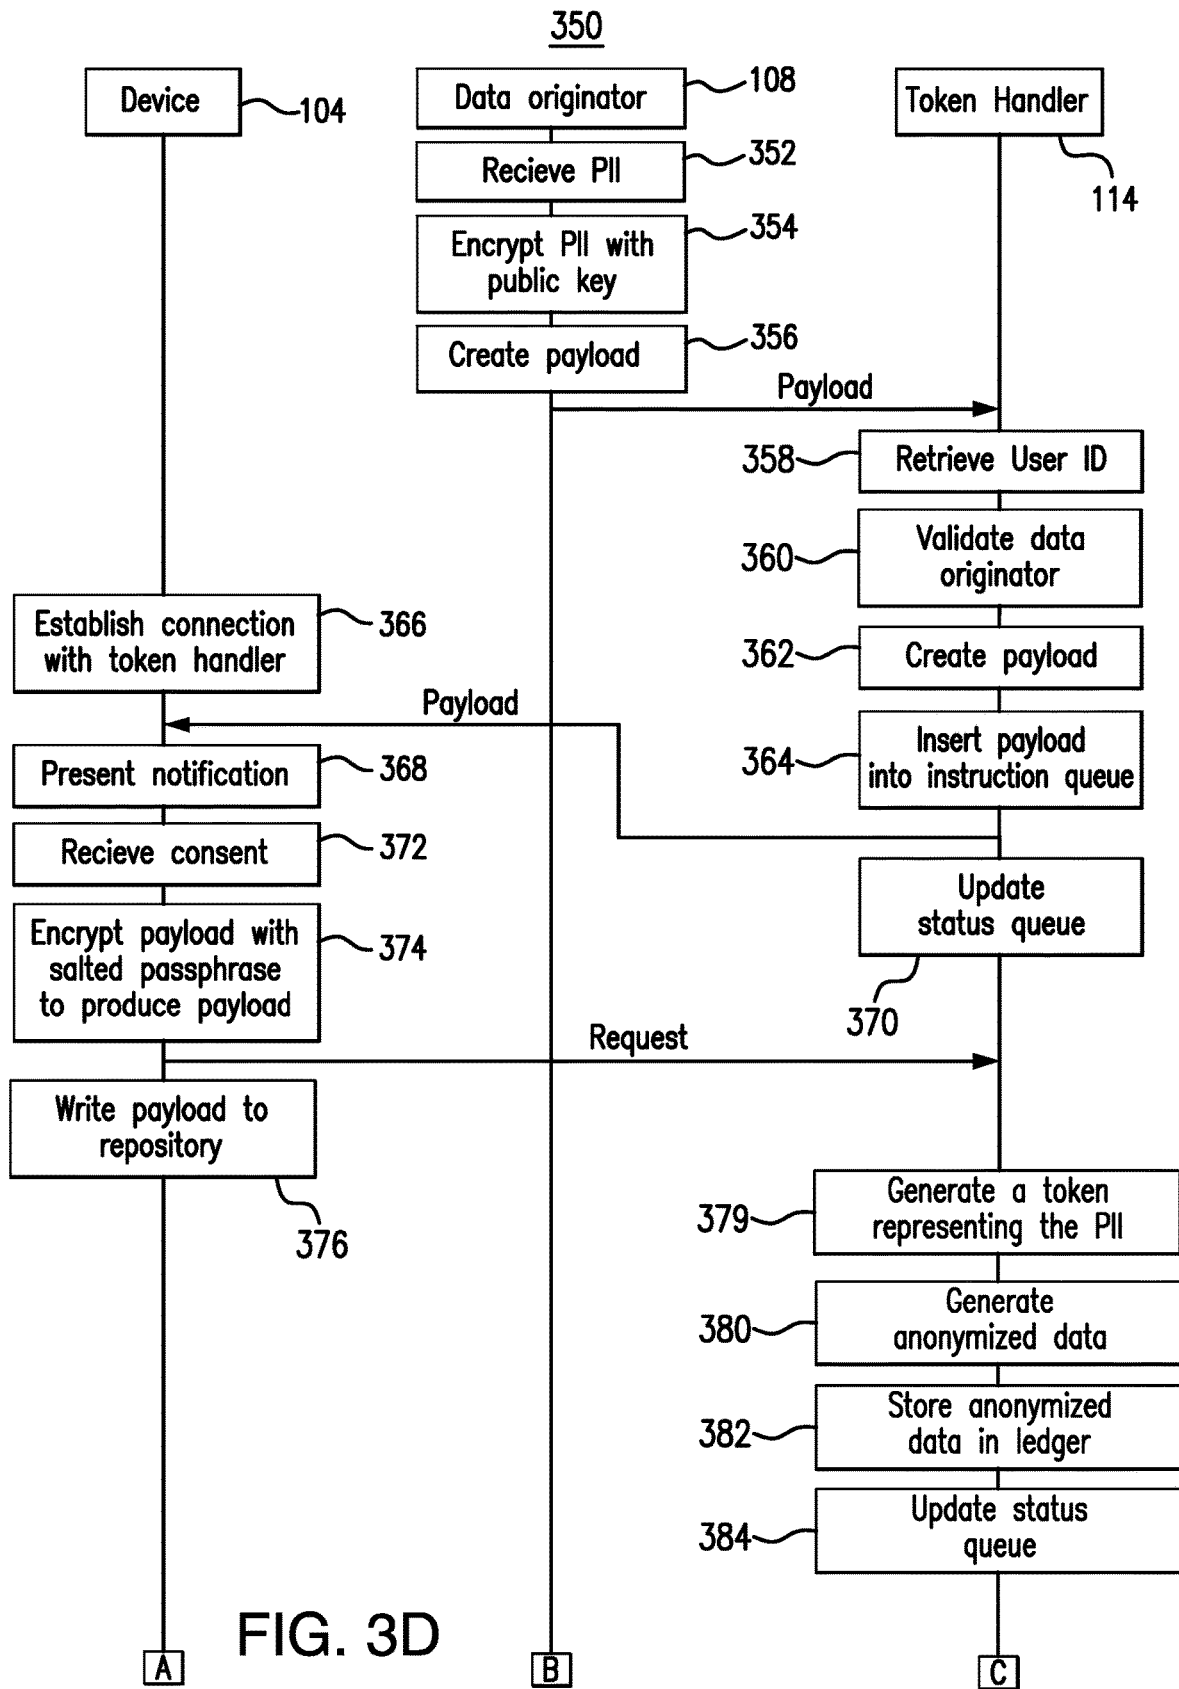 350
Device
104
Data originator
108
Token Handler
114
Recieve PII
352
Encrypt PII with
public key
354
Create payload
356
Payload
358
Retrieve User ID
360
Validate data
originator
Establish connection
with token handler
366
362
Create payload
Payload
364
Insert payload
into instruction queue
Present notification
368
Recieve consent
372
Update
status queue
370
Encrypt payload with
salted passphrase
to produce payload
374
Request
Write payload to
repository
376
379
Generate a token
representing the PII
380
Generate
anonymized data
382
Store anonymized
data in ledger
384
Update status
queue
FIG. 3D
A
B
C